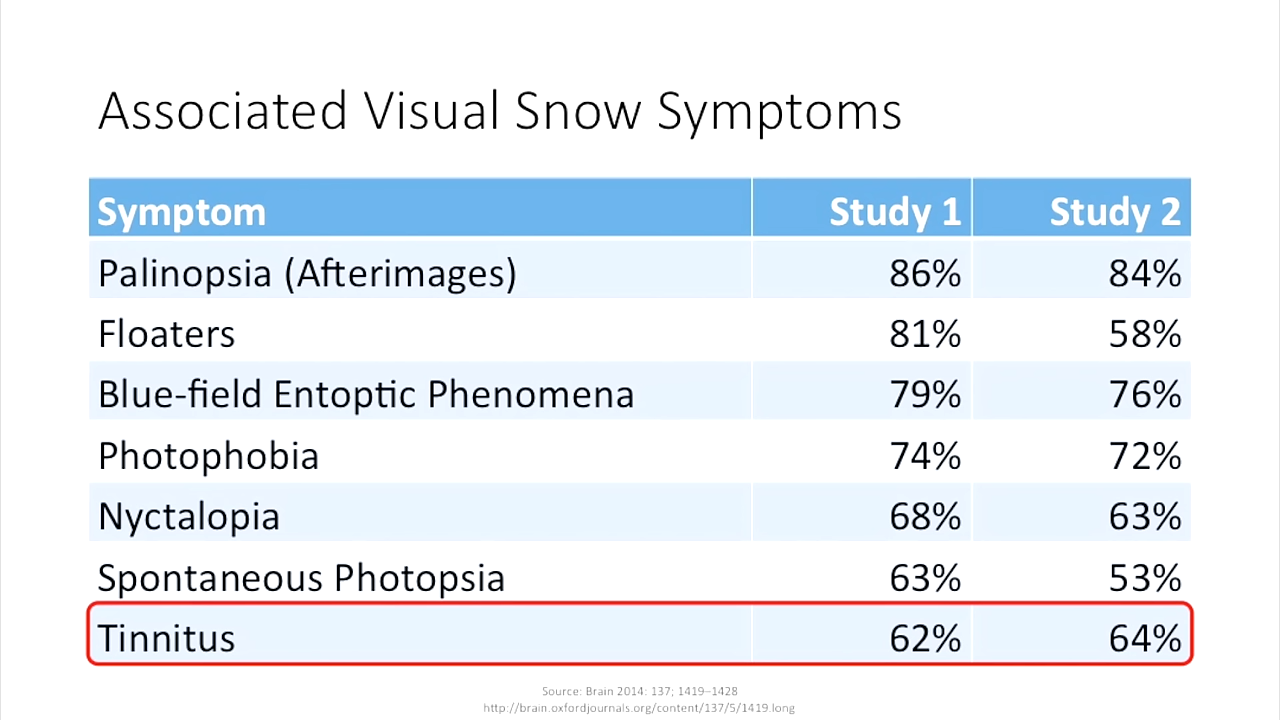 Associated Visual Snow Symptoms
Symptom Study 1 Study 2
Palinopsia (Afterimages) 86% 84%
Floaters 81% 58%
Blue-field Entoptic Phenomena 79% 76%
Photophobia 74% 72%
Nyctalopia 68% 63%
Spontaneous Photopsia 63% 53%
Tinnitus 62% 64%
Source: Brain 2014: 137; 1419–1428
http://brain.oxfordjournals.org/content/137/5/1419.long